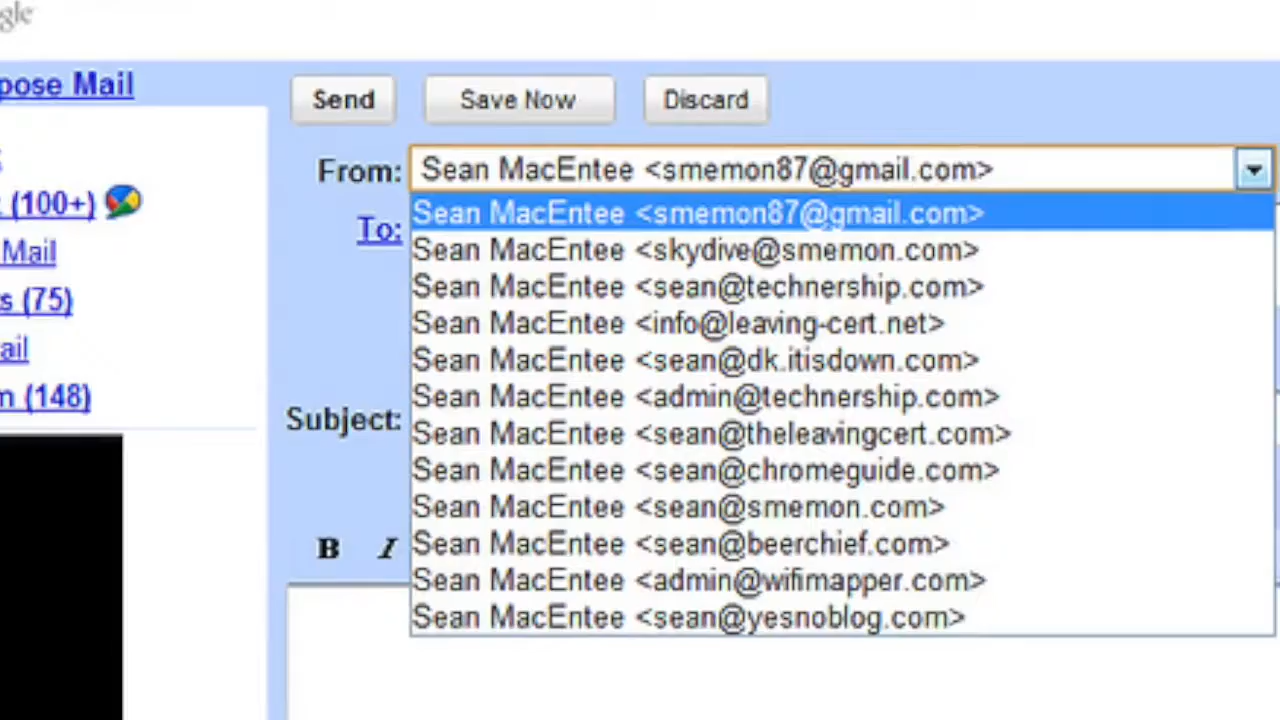 gle
pose Mail
Send Save Now Discard
From: Sean MacEntee <smemon87@gmail.com>
(100+)
To:
Sean MacEntee <smemon87@gmail.com>
Mail
Sean MacEntee <skydive@smemon.com>
s (75)
Sean MacEntee <sean@technership.com>
Sean MacEntee <info@leaving-cert.net>
ail
Sean MacEntee <sean@dk.itisdown.com>
m (148)
Sean MacEntee <admin@technership.com>
Subject:
Sean MacEntee <sean@theleavingcert.com>
Sean MacEntee <sean@chromeguide.com>
Sean MacEntee <sean@smemon.com>
B I
Sean MacEntee <sean@beerchief.com>
Sean MacEntee <admin@wifimapper.com>
Sean MacEntee <sean@yesnoblog.com>